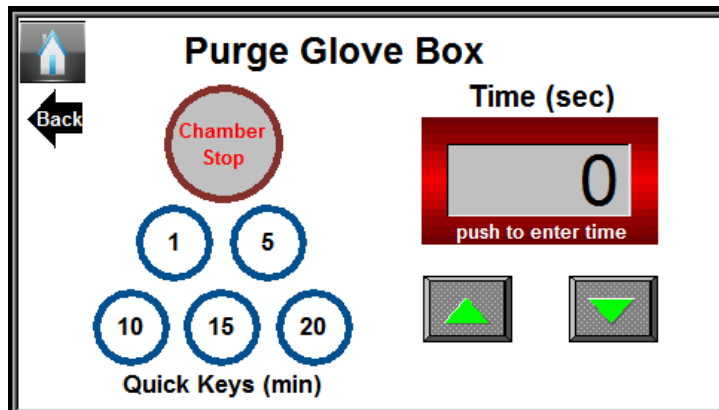 Purge Glove Box
Back
Chamber
Stop
1 5
10 15 20
Quick Keys (min)
Time (sec)
0
push to enter time